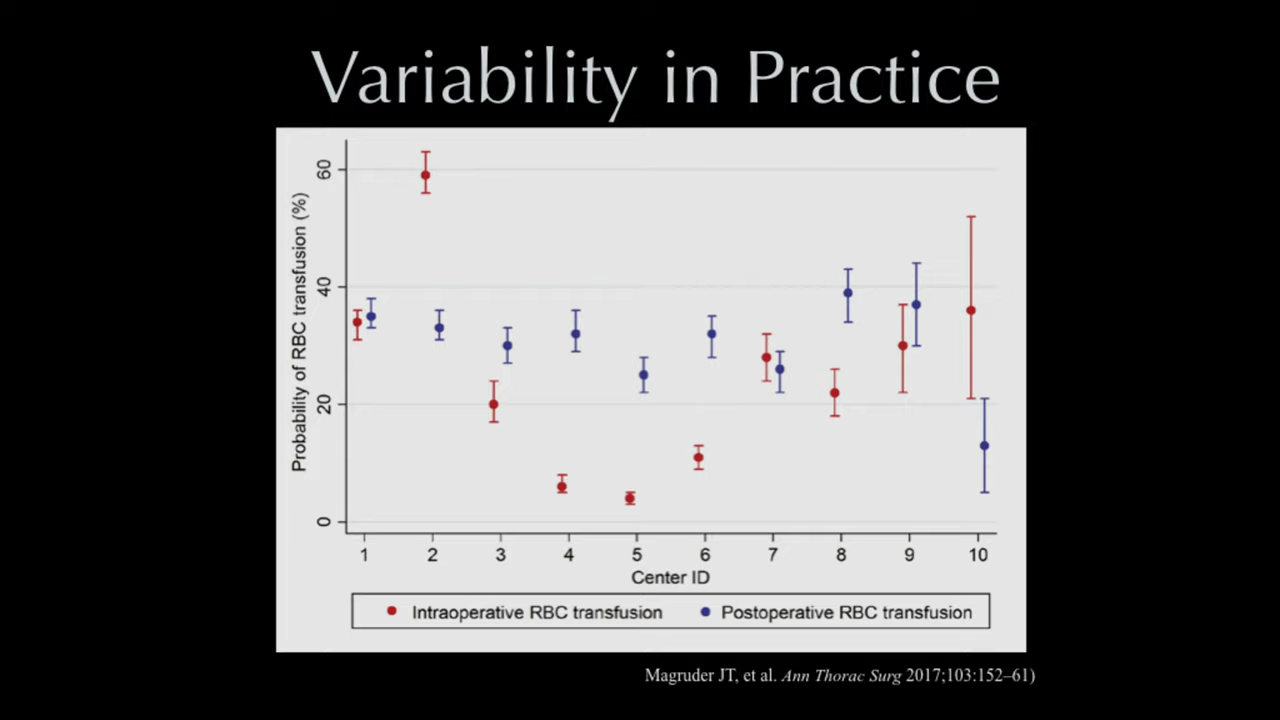 Variability in Practice
Probability of RBC transfusion (%)
60
40
20
0
1 2 3 4 5 6 7 8 9 10
Center ID
Intraoperative RBC transfusion Postoperative RBC transfusion
Magruder JT, et al. Ann Thorac Surg 2017;103:152–61)